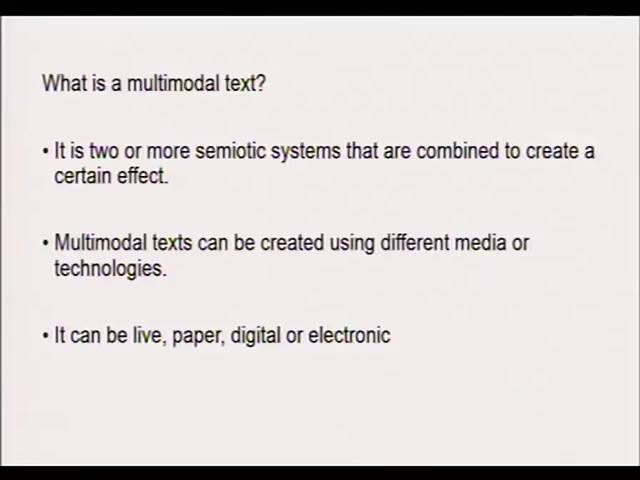 What is a multimodal text?
• It is two or more semiotic systems that are combined to create a
certain effect.
• Multimodal texts can be created using different media or
technologies.
• It can be live, paper, digital or electronic